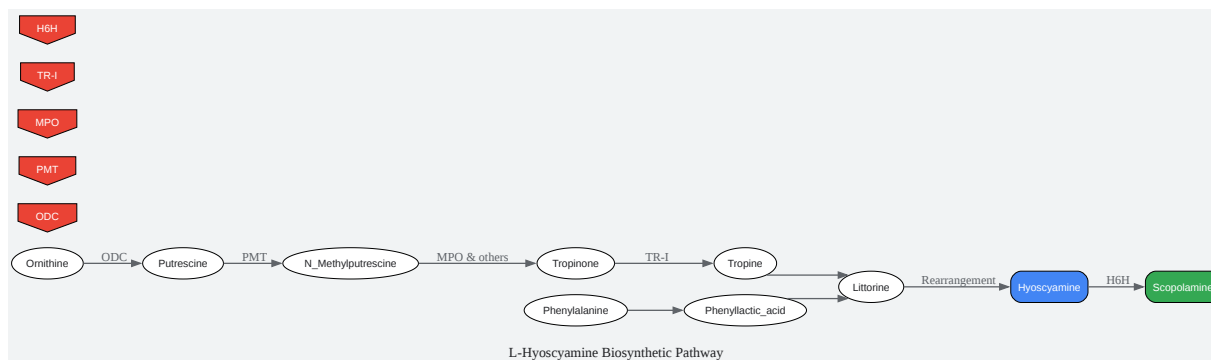 H6H
TR-I
MPO
PMT
ODC
Ornithine
ODC
Putrescine
PMT
N_Methylputrescine
MPO & others
Tropinone
TR-I
Tropine
Littorine
Rearrangement
Hyoscyamine
H6H
Scopolamine
Phenylalanine
Phenyllactic_acid
L-Hyoscyamine Biosynthetic Pathway